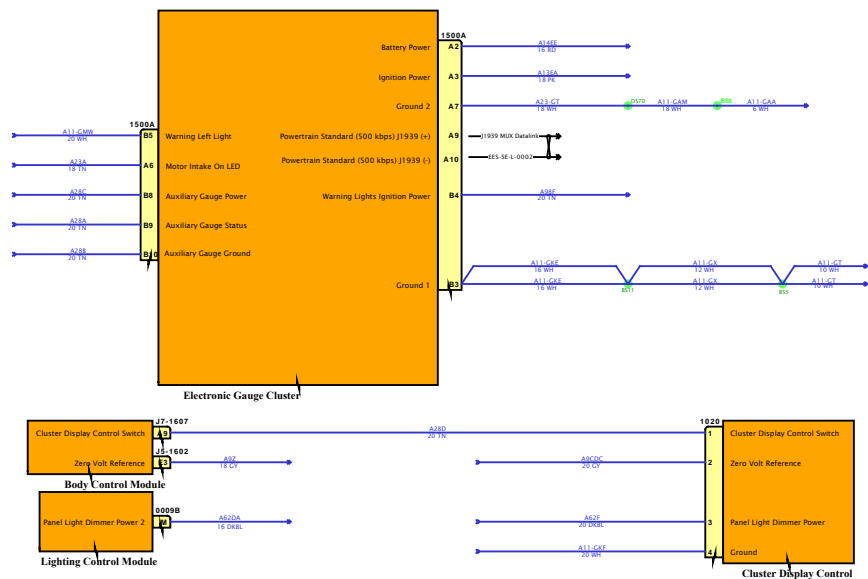 1500A
Battery Power
A2
A14EE
16 RD
Ignition Power
A3
A13EA
18 PK
Ground 2
A7
A23-GT
18 WH
DS70
A11-GAM
18 WH
BB8
A11-GAA
6 WH
1500A
A11-GMW
20 WH
B5
Warning Left Light
Powertrain Standard (500 kbps) J1939 (+)
A9
J1939 MUX Datalink
A23A
18 TN
A6
Motor Intake On LED
Powertrain Standard (500 kbps) J1939 (-)
A10
EES-SE-L-0002
A28C
20 TN
B8
Auxiliary Gauge Power
Warning Lights Ignition Power
B4
A98F
20 TN
A28A
20 TN
B9
Auxiliary Gauge Status
A28B
20 TN
B10
Auxiliary Gauge Ground
A11-GKE
16 WH
A11-GX
12 WH
A11-GT
10 WH
Ground 1
B3
A11-GKE
16 WH
BST1
A11-GX
12 WH
BS5
A11-GT
10 WH
Electronic Gauge Cluster
J7-1607
1020
Cluster Display Control Switch
A9
A28D
20 TN
1
Cluster Display Control Switch
J5-1602
Zero Volt Reference
E3
A9Z
18 GY
A9CDC
20 GY
2
Zero Volt Reference
Body Control Module
0009B
Panel Light Dimmer Power 2
M
A62DA
16 DKBL
A62F
20 DKBL
3
Panel Light Dimmer Power
A11-GKF
20 WH
4
Ground
Lighting Control Module
Cluster Display Control